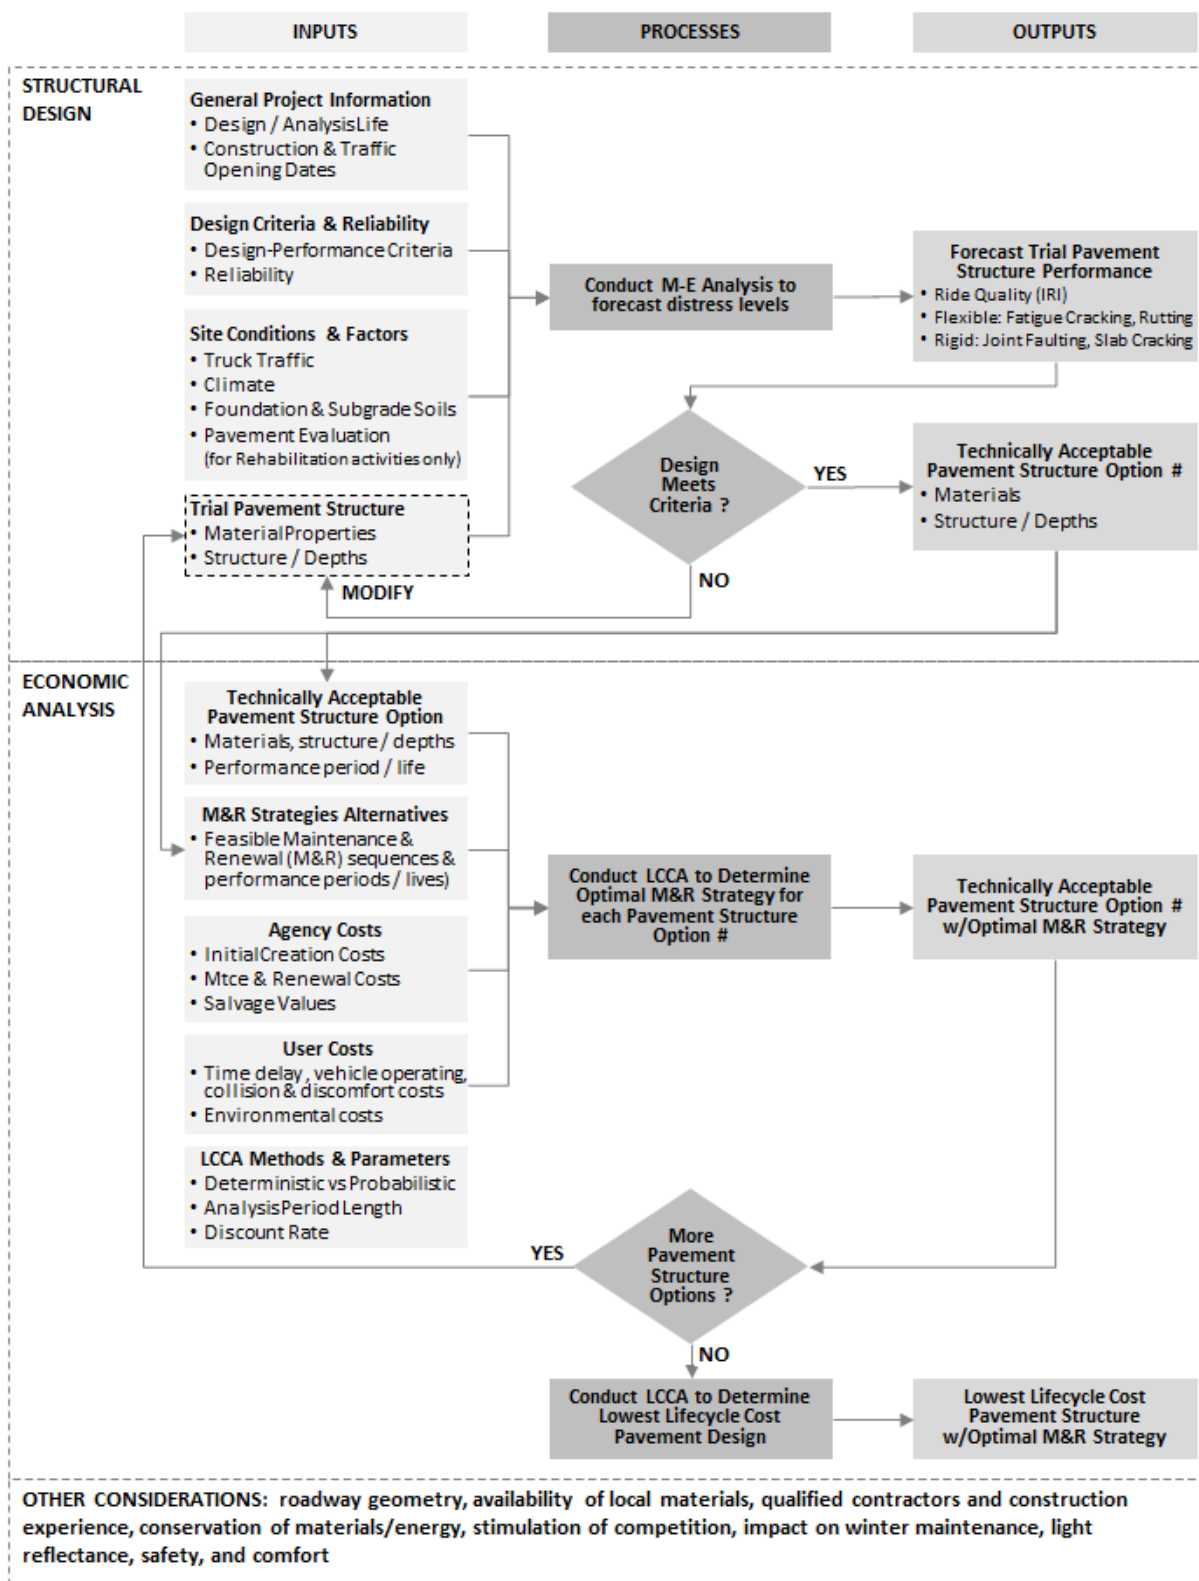 INPUTS
PROCESSES
OUTPUTS
STRUCTURAL
DESIGN
General Project Information
• Design / Analysis Life
• Construction & Traffic
Opening Dates
Design Criteria & Reliability
• Design-Performance Criteria
• Reliability
Site Conditions & Factors
• Truck Traffic
• Climate
• Foundation & Subgrade Soils
• Pavement Evaluation
(for Rehabilitation activities only)
Trial Pavement Structure
• Material Properties
• Structure / Depths
MODIFY
Conduct M-E Analysis to
forecast distress levels
Forecast Trial Pavement
Structure Performance
• Ride Quality (IRI)
• Flexible: Fatigue Cracking, Rutting
• Rigid: Joint Faulting, Slab Cracking
Design
Meets
Criteria ?
YES
NO
Technically Acceptable
Pavement Structure Option #
• Materials
• Structure / Depths
ECONOMIC
ANALYSIS
Technically Acceptable
Pavement Structure Option
• Materials, structure / depths
• Performance period / life
M&R Strategies Alternatives
• Feasible Maintenance &
Renewal (M&R) sequences &
performance periods / lives)
Agency Costs
• Initial Creation Costs
• Mtce & Renewal Costs
• Salvage Values
User Costs
• Time delay, vehicle operating,
collision & discomfort costs
• Environmental costs
LCCA Methods & Parameters
• Deterministic vs Probabilistic
• Analysis Period Length
• Discount Rate
Conduct LCCA to Determine
Optimal M&R Strategy for
each Pavement Structure
Option #
Technically Acceptable
Pavement Structure Option #
w/Optimal M&R Strategy
More
Pavement
Structure
Options ?
YES
NO
Conduct LCCA to Determine
Lowest Lifecycle Cost
Pavement Design
Lowest Lifecycle Cost
Pavement Structure
w/Optimal M&R Strategy
OTHER CONSIDERATIONS: roadway geometry, availability of local materials, qualified contractors and construction
experience, conservation of materials/energy, stimulation of competition, impact on winter maintenance, light
reflectance, safety, and comfort